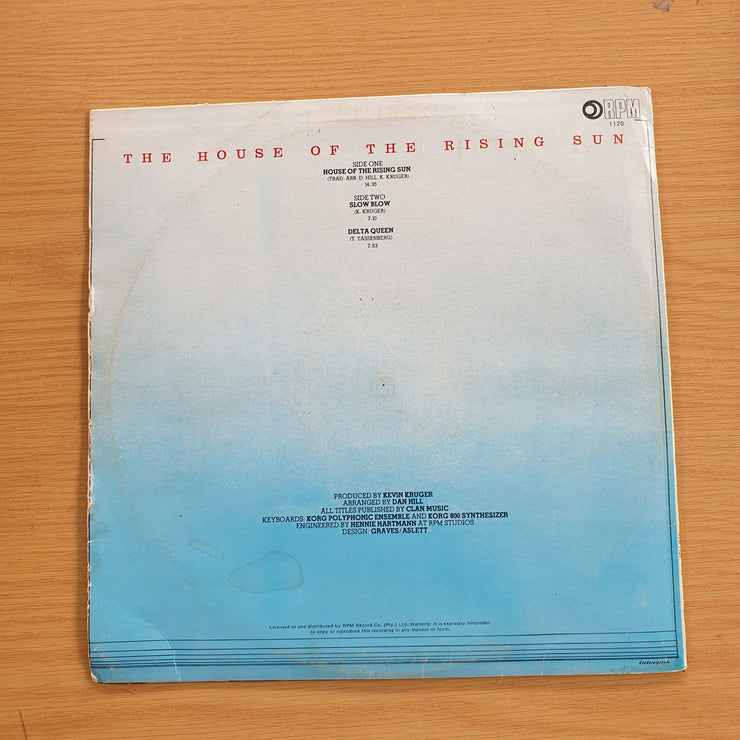 RPM
1120
THE HOUSE OF THE RISING SUN
SIDE ONE
HOUSE OF THE RISING SUN
(TRAD. ARR. D. HILL, K. KRUGER)
14:35
SIDE TWO
SLOW BLOW
(K. KRUGER)
7:10
DELTA QUEEN
(T. TASSENBERG)
7:53
PRODUCED BY KEVIN KRUGER
ARRANGED BY DAN HILL
ALL TITLES PUBLISHED BY CLAN MUSIC
KEYBOARDS: KORG POLYPHONIC ENSEMBLE AND KORG 800 SYNTHESIZER
ENGINEERED BY HENNIE HARTMANN AT RPM STUDIOS
DESIGN: GRAVES/ASLETT
Licensed to and distributed by RPM Record Co. (Pty.) Ltd. Warning: It is expressly forbidden
to copy or reproduce this recording in any manner or form.